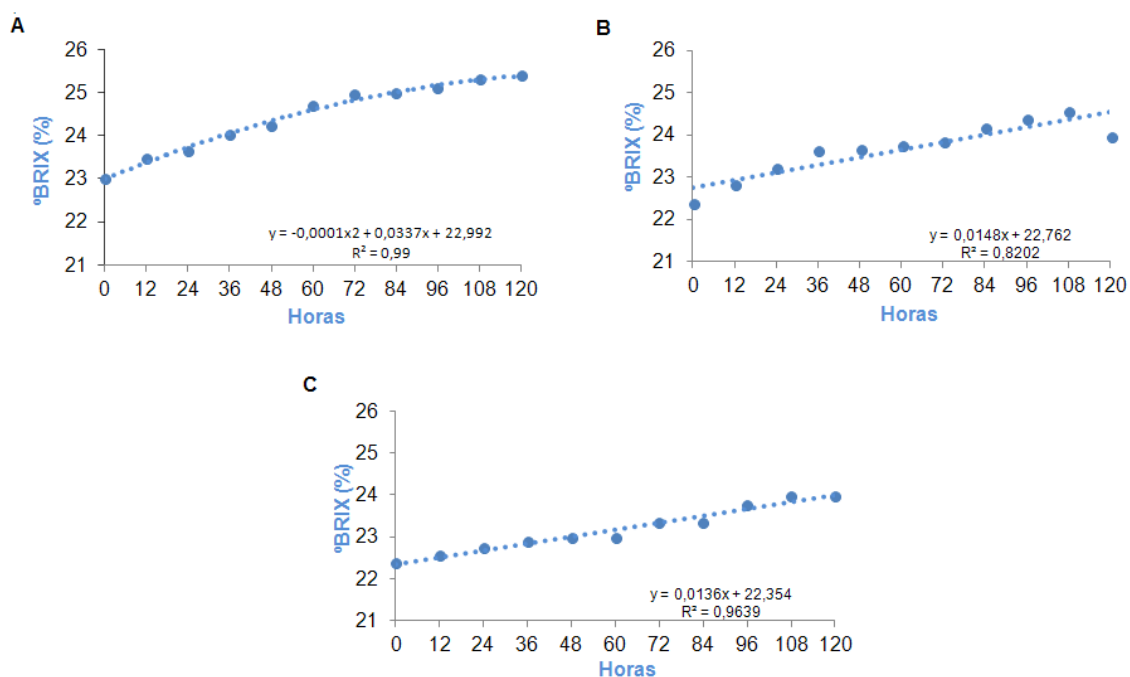 A
26
25
24
23
22
21
ºBRIX (%)
y = -0,0001x2 + 0,0337x + 22,992
R² = 0,99
0 12 24 36 48 60 72 84 96 108 120
Horas
B
26
25
24
23
22
21
ºBRIX (%)
y = 0,0148x + 22,762
R² = 0,8202
0 12 24 36 48 60 72 84 96 108 120
Horas
C
26
25
24
23
22
21
ºBRIX (%)
y = 0,0136x + 22,354
R² = 0,9639
0 12 24 36 48 60 72 84 96 108 120
Horas